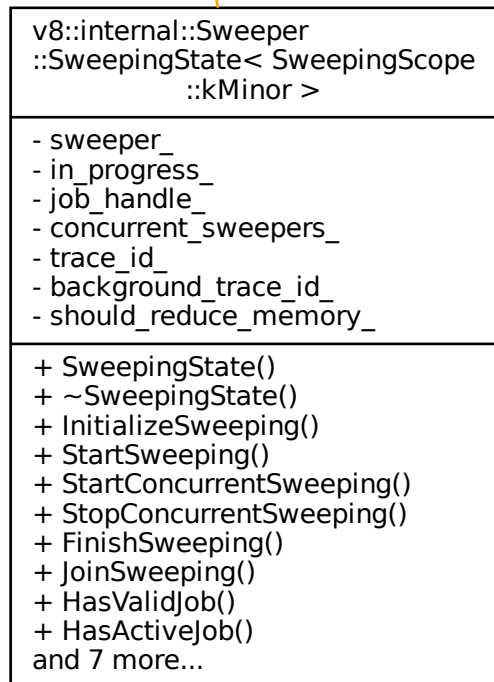 v8::internal::Sweeper
::SweepingState< SweepingScope
::kMinor >
- sweeper_
- in_progress_
- job_handle_
- concurrent_sweepers_
- trace_id_
- background_trace_id_
- should_reduce_memory_
+ SweepingState()
+ ~SweepingState()
+ InitializeSweeping()
+ StartSweeping()
+ StartConcurrentSweeping()
+ StopConcurrentSweeping()
+ FinishSweeping()
+ JoinSweeping()
+ HasValidJob()
+ HasActiveJob()
and 7 more...